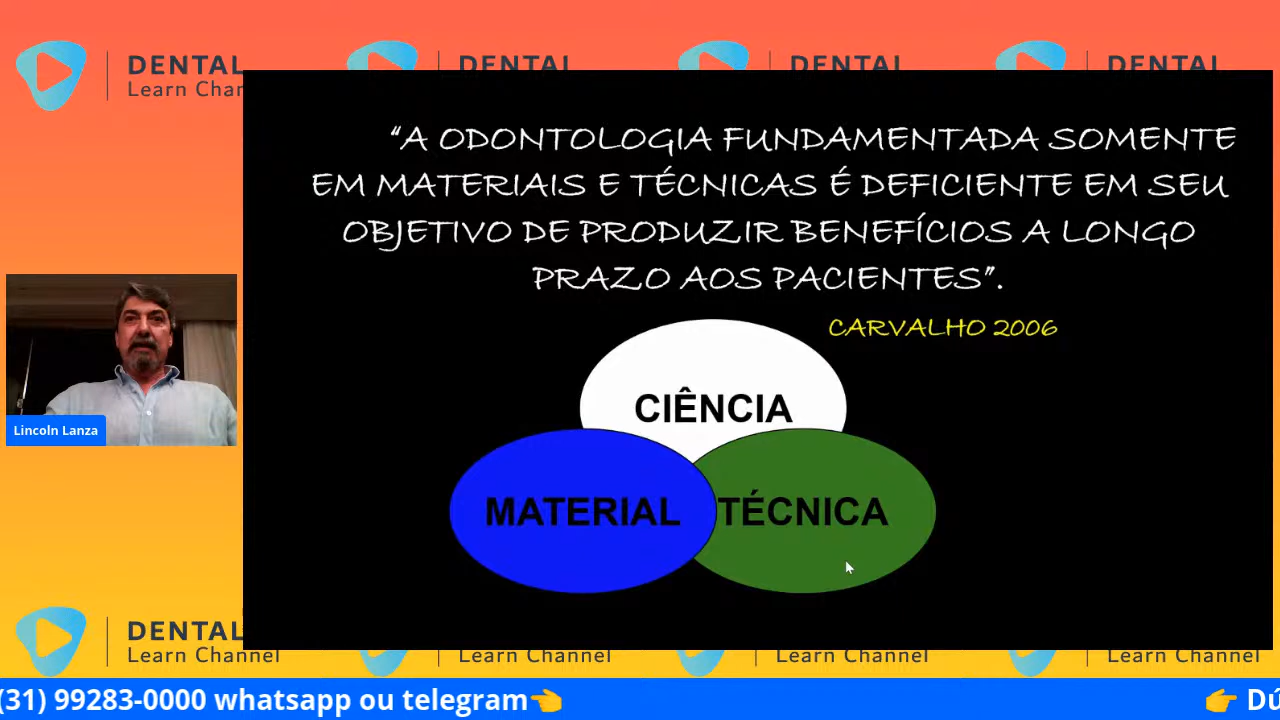 DENTAL
DENTAL
DENTAL
DENTAL
Learn
“A ODONTOLOGIA FUNDAMENTADA SOMENTE
EM MATERIAIS E TÉCNICAS É DEFICIENTE EM SEU
OBJETIVO DE PRODUZIR BENEFÍCIOS A LONGO
PRAZO AOS PACIENTES”.
CARVALHO 2006
CIÊNCIA
MATERIAL
TÉCNICA
Lincoln Lanza
DENTAL
Learn Channel
Learn Channel
Learn Channel
Learn Channel
(31) 99283-0000 whatsapp ou telegram👈
👉 Dú